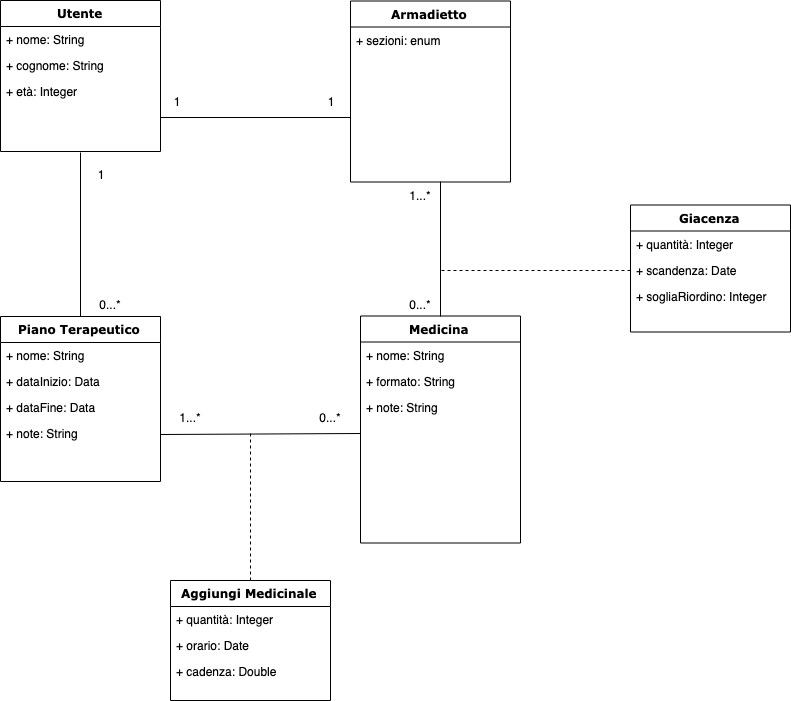 Utente
+ nome: String
+ cognome: String
+ età: Integer
Armadietto
+ sezioni: enum
1
1
1
1...*
Giacenza
+ quantità: Integer
+ scandenza: Date
+ sogliaRiordino: Integer
0...*
0...*
Piano Terapeutico
+ nome: String
+ dataInizio: Data
+ dataFine: Data
+ note: String
Medicina
+ nome: String
+ formato: String
+ note: String
1...*
0...*
Aggiungi Medicinale
+ quantità: Integer
+ orario: Date
+ cadenza: Double